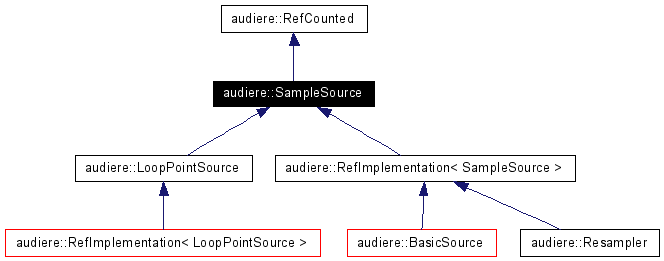 audiere::RefCounted
audiere::SampleSource
audiere::LoopPointSource
audiere::RefImplementation< SampleSource >
audiere::RefImplementation< LoopPointSource >
audiere::BasicSource
audiere::Resampler